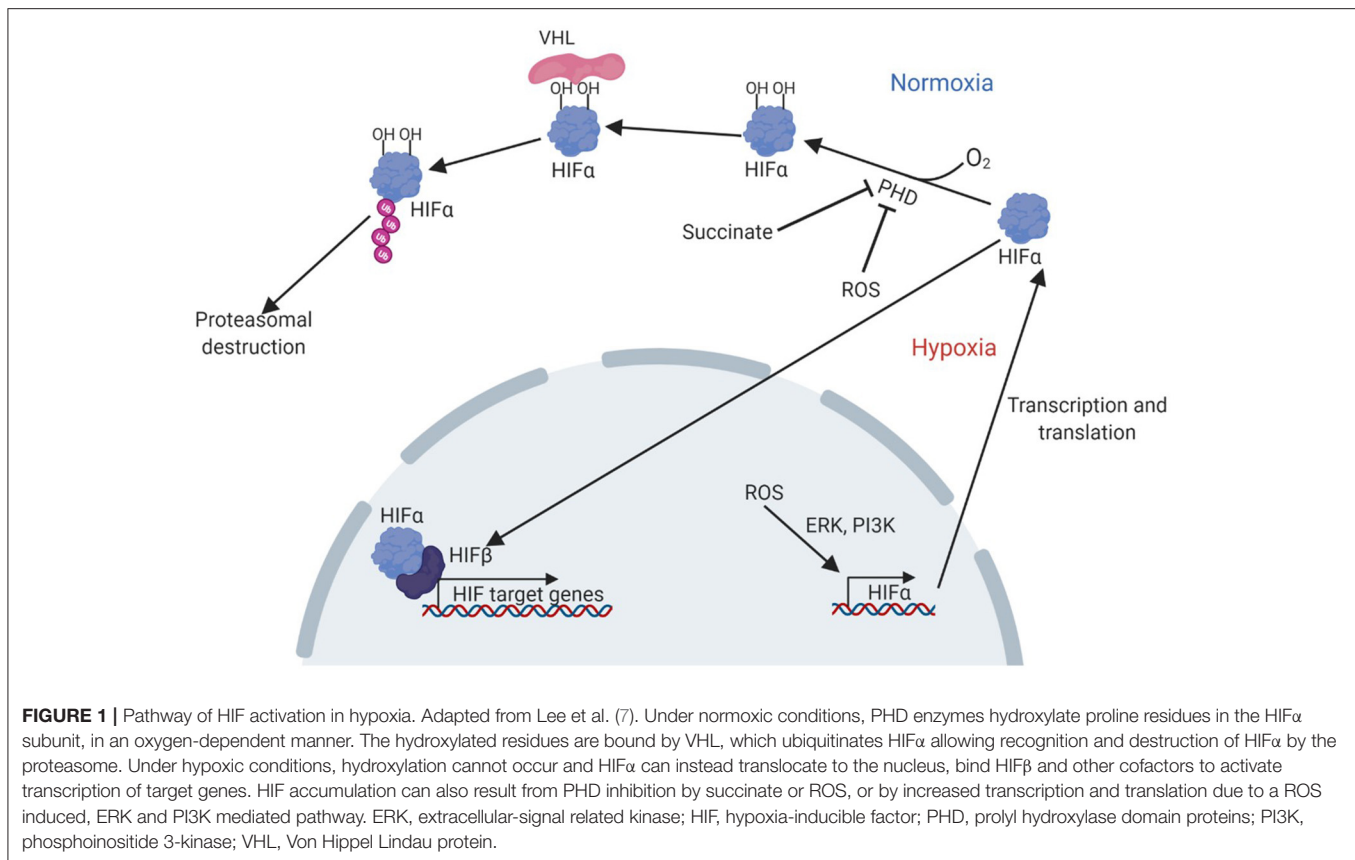 VHL
OH OH
HIFα
OH OH
HIFα
OH OH
HIFα
Ub
Ub
Ub
Ub
Proteasomal
destruction
Normoxia
O₂
PHD
Succinate
ROS
HIFα
Hypoxia
Transcription and
translation
HIFα
HIFβ
HIF target genes
ROS
ERK, PI3K
HIFα
FIGURE 1 | Pathway of HIF activation in hypoxia. Adapted from Lee et al. (7). Under normoxic conditions, PHD enzymes hydroxylate proline residues in the HIFα
subunit, in an oxygen-dependent manner. The hydroxylated residues are bound by VHL, which ubiquitinates HIFα allowing recognition and destruction of HIFα by the
proteasome. Under hypoxic conditions, hydroxylation cannot occur and HIFα can instead translocate to the nucleus, bind HIFβ and other cofactors to activate
transcription of target genes. HIF accumulation can also result from PHD inhibition by succinate or ROS, or by increased transcription and translation due to a ROS
induced, ERK and PI3K mediated pathway. ERK, extracellular-signal related kinase; HIF, hypoxia-inducible factor; PHD, prolyl hydroxylase domain proteins; PI3K,
phosphoinositide 3-kinase; VHL, Von Hippel Lindau protein.